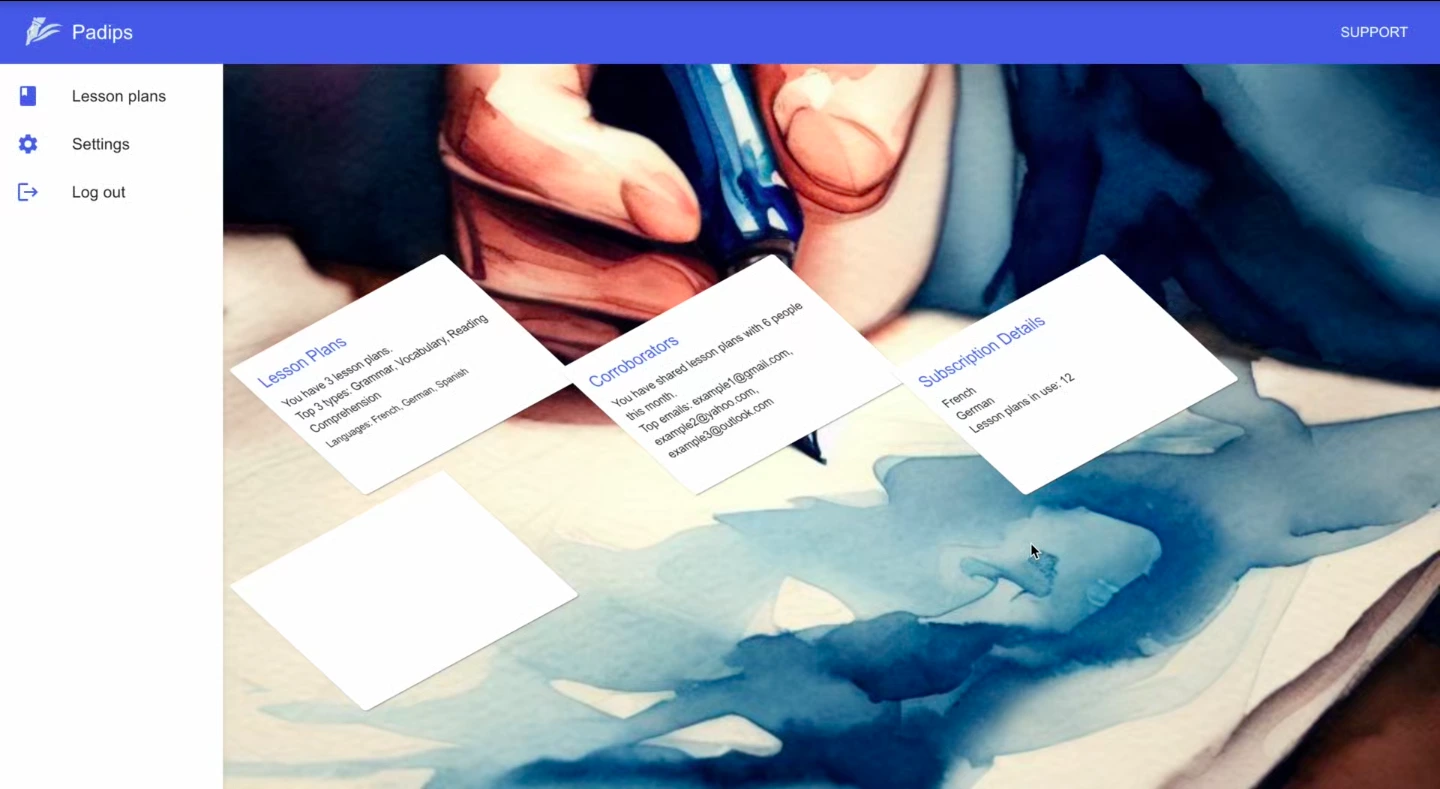 Padips
SUPPORT
Lesson plans
Settings
Log out
Lesson Plans
You have 3 lesson plans.
Top 3 types: Grammar, Vocabulary, Reading
Comprehension
Languages: French, German, Spanish
Corroborators
You have shared lesson plans with 6 people
this month.
Top emails: example1@gmail.com,
example2@yahoo.com,
example3@outlook.com
Subscription Details
French
German
Lesson plans in use: 12